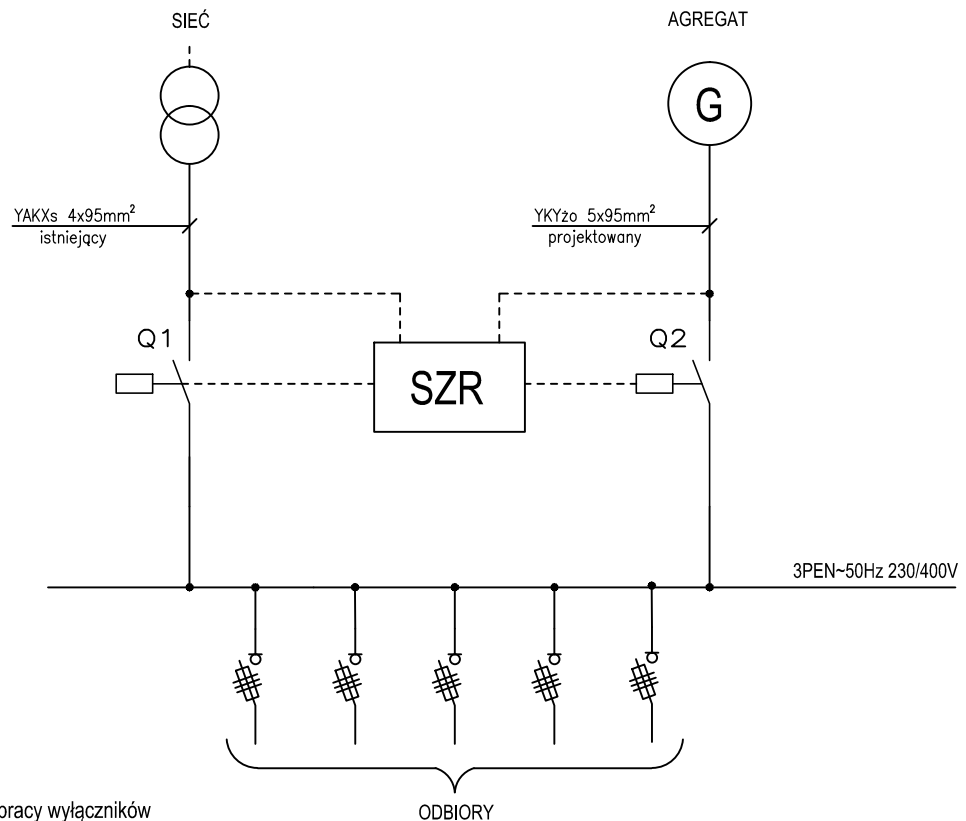 SIEĆ
AGREGAT
G
YAKXs 4x95mm²
istniejący
YKYżo 5x95mm²
projektowany
Q1
SZR
Q2
3PEN~50Hz 230/400V
ODBIORY
pracy wyłączników